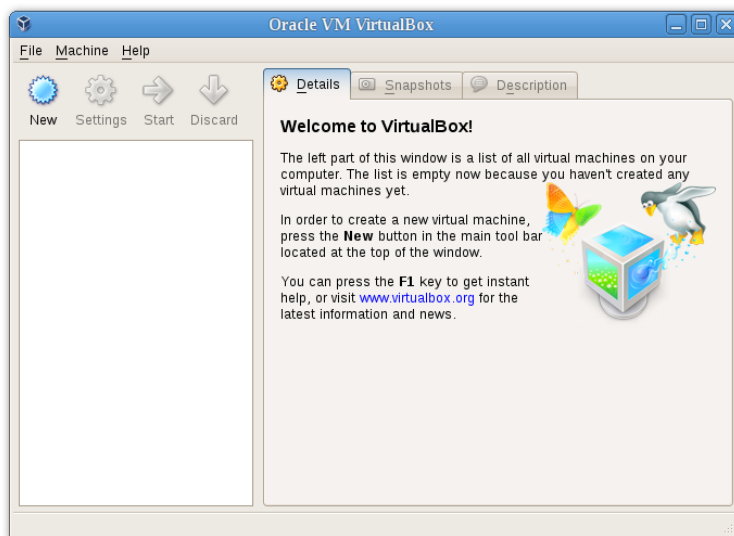 Oracle VM VirtualBox
File Machine Help
New Settings Start Discard
Details Snapshots Description
Welcome to VirtualBox!
The left part of this window is a list of all virtual machines on your
computer. The list is empty now because you haven't created any
virtual machines yet.
In order to create a new virtual machine,
press the New button in the main tool bar
located at the top of the window.
You can press the F1 key to get instant
help, or visit www.virtualbox.org for the
latest information and news.